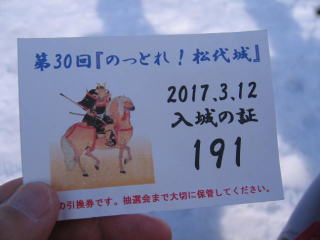 第30回『のっとれ!松代城』
2017.3.12
入城の証
191
の引換券です。抽選会まで大切に保管してください。